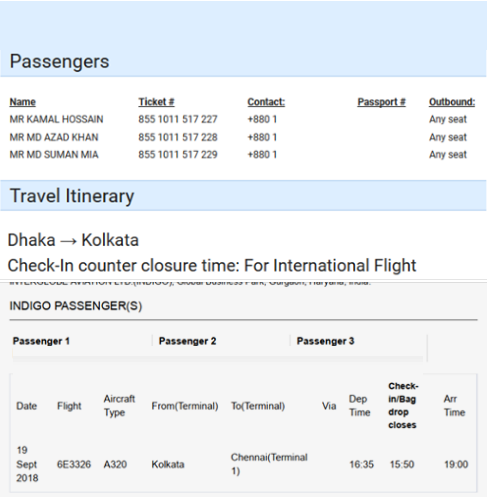 Passengers
Name Ticket # Contact: Passport # Outbound:
MR KAMAL HOSSAIN 855 1011 517 227 +880 1 Any seat
MR MD AZAD KHAN 855 1011 517 228 +880 1 Any seat
MR MD SUMAN MIA 855 1011 517 229 +880 1 Any seat
Travel Itinerary
Dhaka → Kolkata
Check-In counter closure time: For International Flight
INTERGLOBE AVIATION LTD.(INDIGO), Global Business Park, Gurgaon, Haryana, India.
INDIGO PASSENGER(S)
Passenger 1 Passenger 2 Passenger 3
Date Flight Aircraft Type From(Terminal) To(Terminal) Via Dep Time Check-in/Bag drop closes Arr Time
19 Sept 2018 6E3326 A320 Kolkata Chennai(Terminal 1) 16:35 15:50 19:00